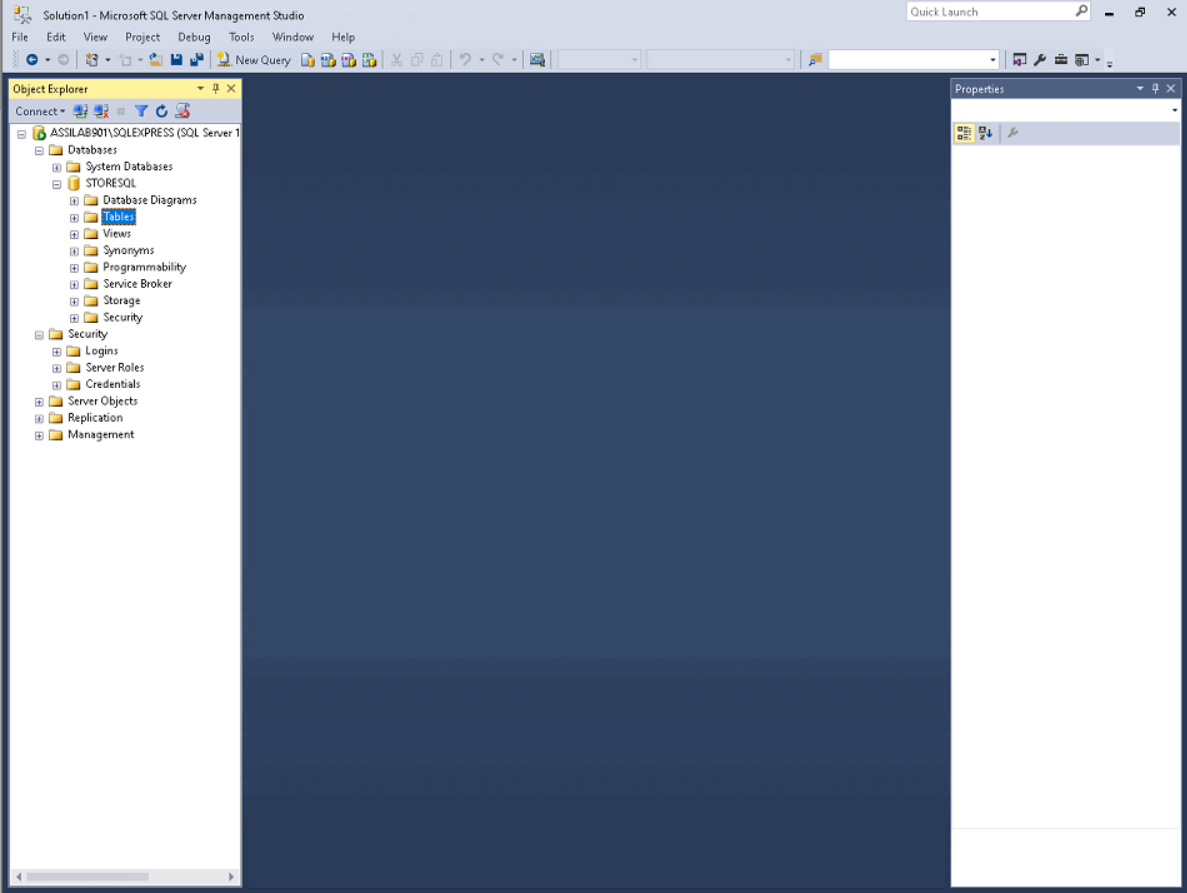 Solution1 - Microsoft SQL Server Management Studio
Quick Launch
File Edit View Project Debug Tools Window Help
New Query
Object Explorer
Connect
ASSILAB901\SQLEXPRESS (SQL Server 1
Databases
System Databases
STORESQL
Database Diagrams
Tables
Views
Synonyms
Programmability
Service Broker
Storage
Security
Security
Logins
Server Roles
Credentials
Server Objects
Replication
Management
Properties